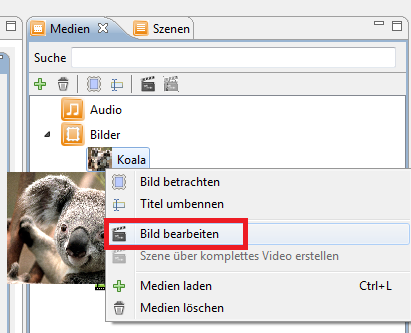 Medien
Szenen
Suche
Audio
Bilder
Koala
Bild betrachten
Titel umbennen
Bild bearbeiten
Szene über komplettes Video erstellen
Medien laden Ctrl+L
Medien löschen